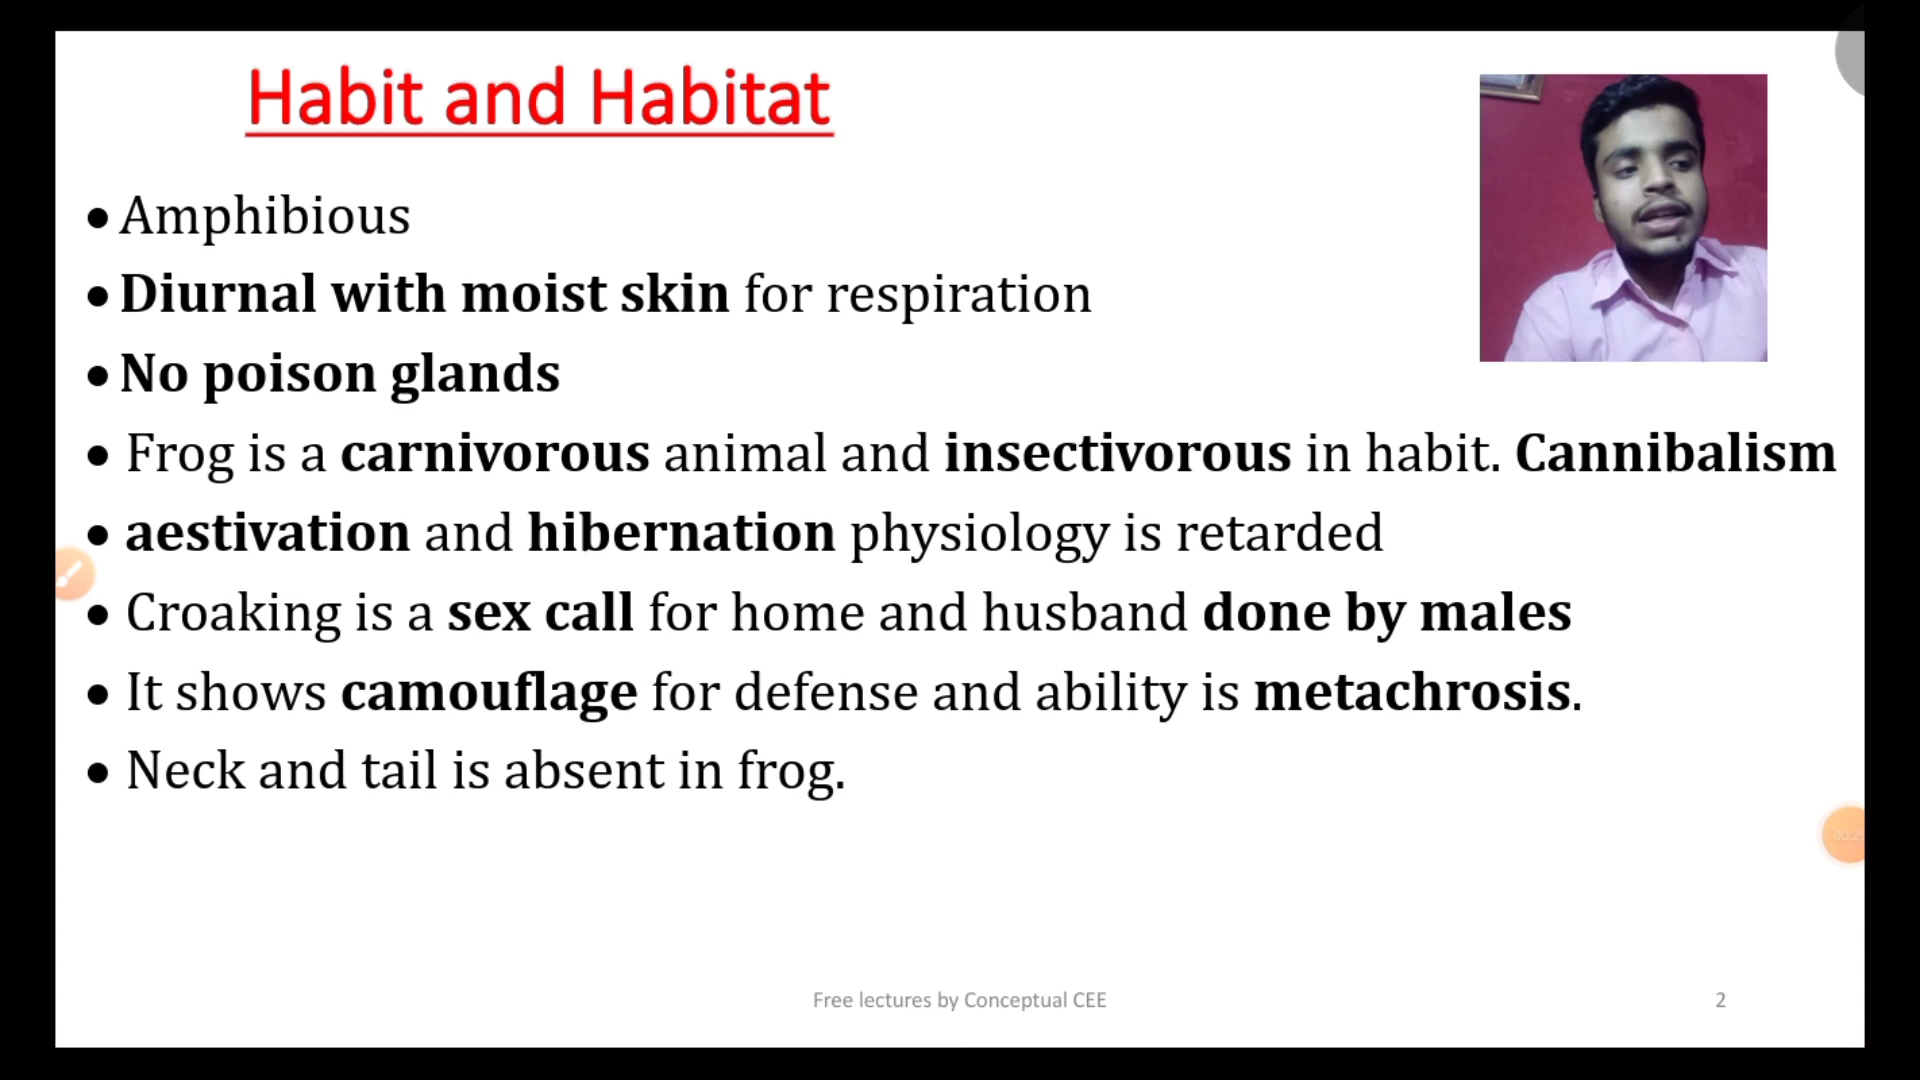 Habit and Habitat
• Amphibious
• Diurnal with moist skin for respiration
• No poison glands
• Frog is a carnivorous animal and insectivorous in habit. Cannibalism
• aestivation and hibernation physiology is retarded
• Croaking is a sex call for home and husband done by males
• It shows camouflage for defense and ability is metachrosis.
• Neck and tail is absent in frog.
Free lectures by Conceptual CEE
2